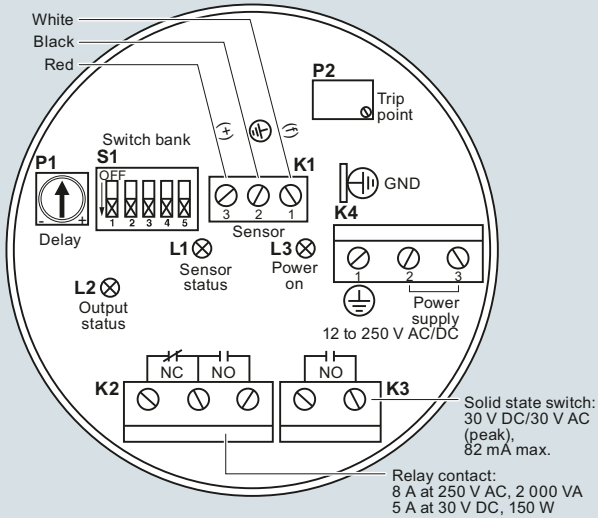 White
Black
Red
P2
Trip
point
(+)
(f)
Switch bank
P1
S1
OFF
1 2 3 4 5
- +
Delay
K1
3 2 1
Sensor
GND
K4
1 2 3
L1
Sensor
status
L3
Power
on
L2
Output
status
Power
supply
12 to 250 V AC/DC
NC
NO
NO
K2
K3
Solid state switch:
30 V DC/30 V AC
(peak),
82 mA max.
Relay contact:
8 A at 250 V AC, 2 000 VA
5 A at 30 V DC, 150 W